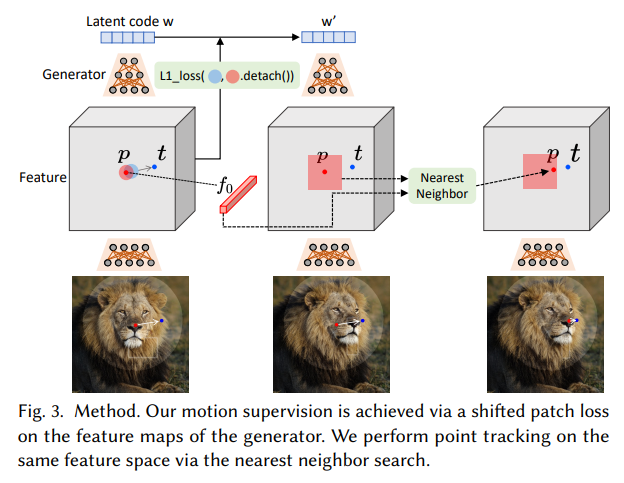 Latent code w
w′
Generator
L1_loss( , .detach())
p t
p t
p t
Feature
f₀
Nearest
Neighbor
Fig. 3. Method. Our motion supervision is achieved via a shifted patch loss
on the feature maps of the generator. We perform point tracking on the
same feature space via the nearest neighbor search.